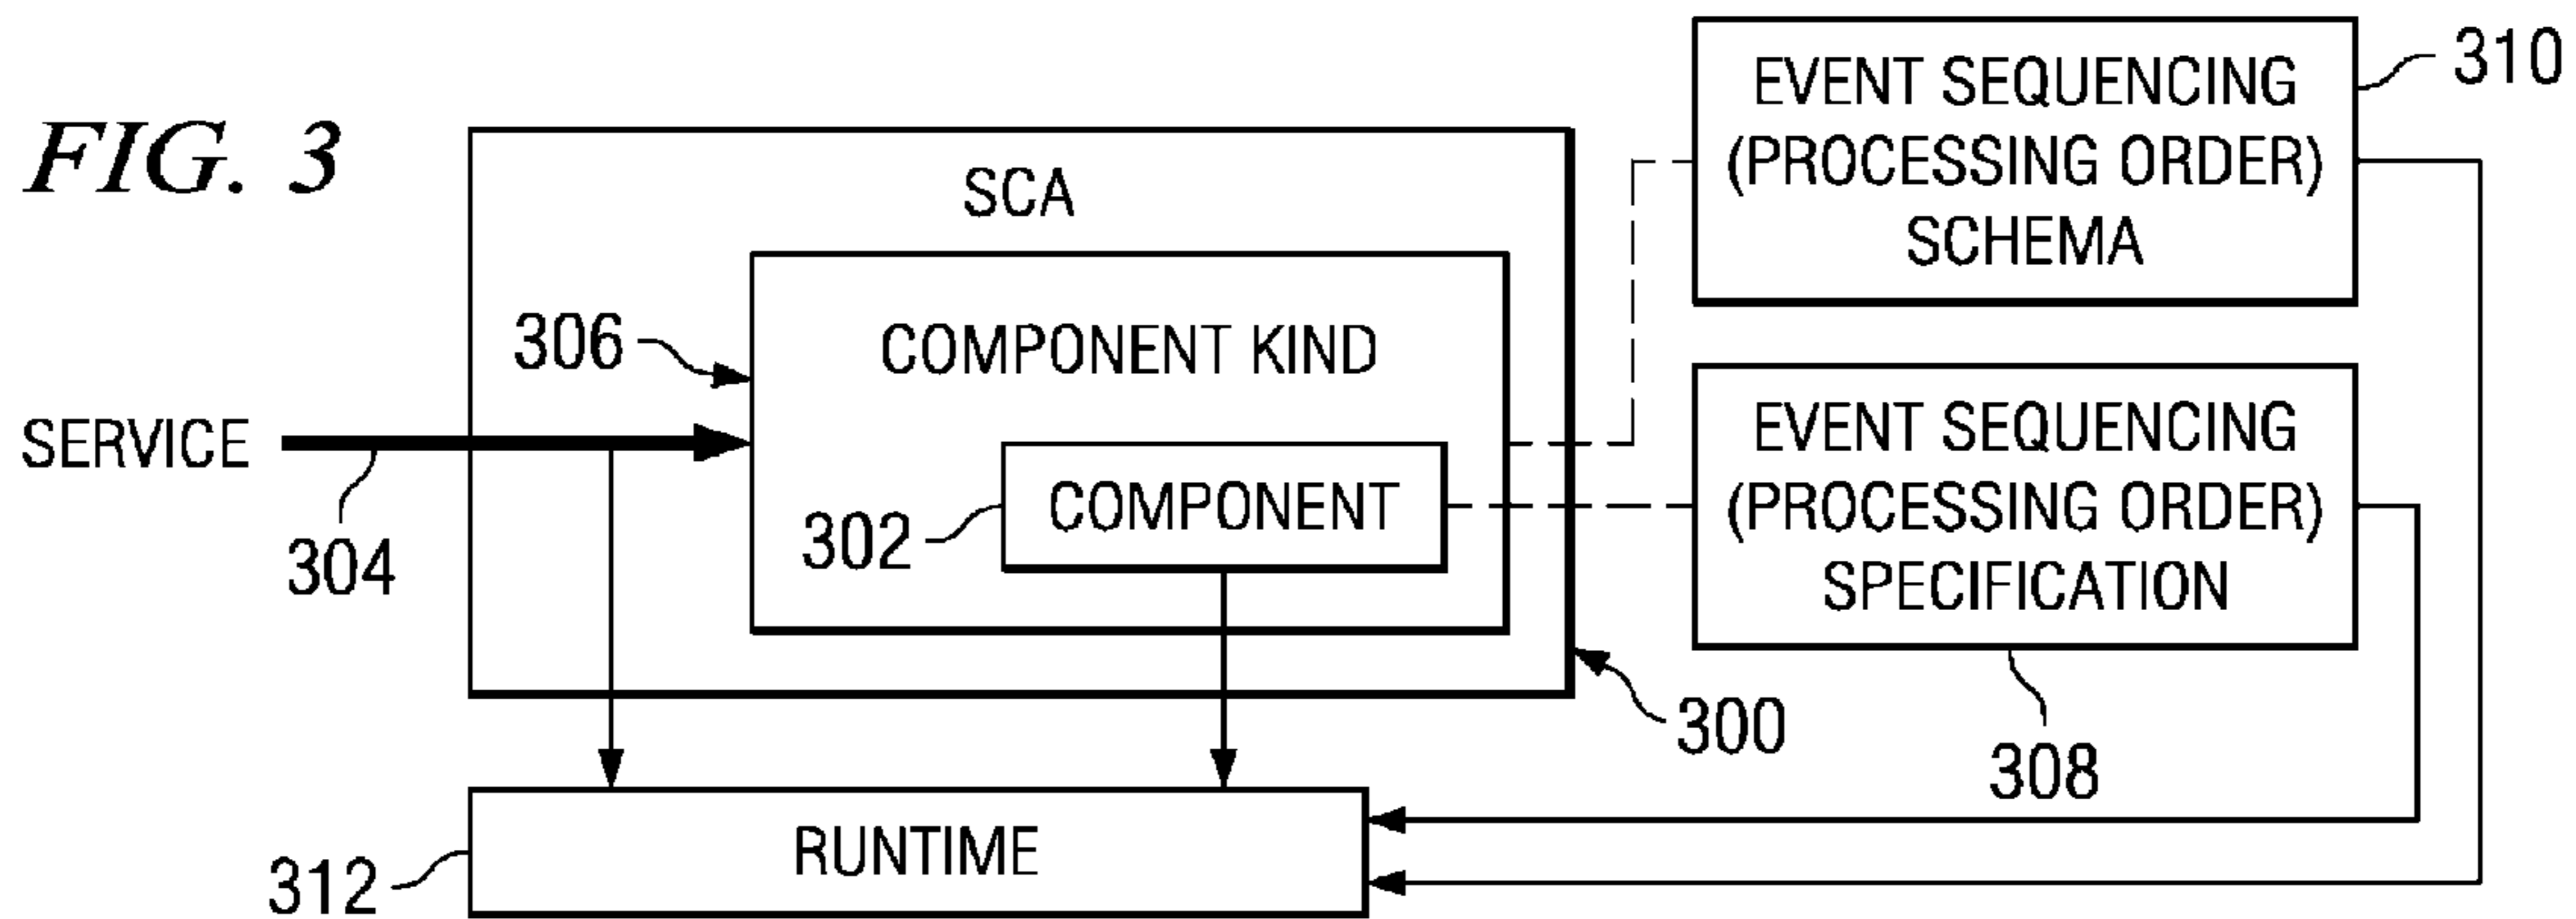 FIG. 3
SCA
306
COMPONENT KIND
SERVICE
304
302
COMPONENT
EVENT SEQUENCING
(PROCESSING ORDER)
SCHEMA
310
EVENT SEQUENCING
(PROCESSING ORDER)
SPECIFICATION
300
308
312
RUNTIME